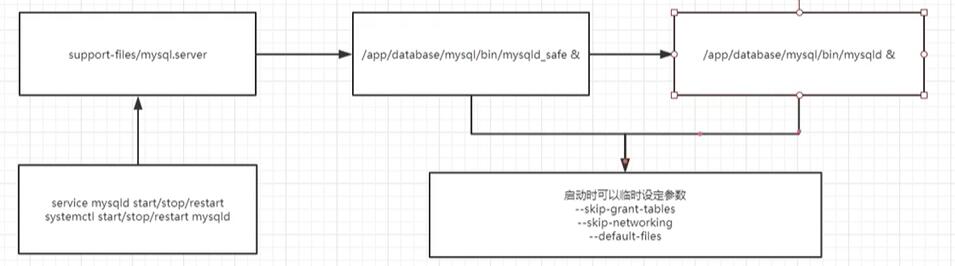 support-files/mysql.server
/app/database/mysql/bin/mysqld_safe &
/app/database/mysql/bin/mysqld &
service mysqld start/stop/restart
systemctl start/stop/restart mysqld
启动时可以临时设定参数
--skip-grant-tables
--skip-networking
--default-files